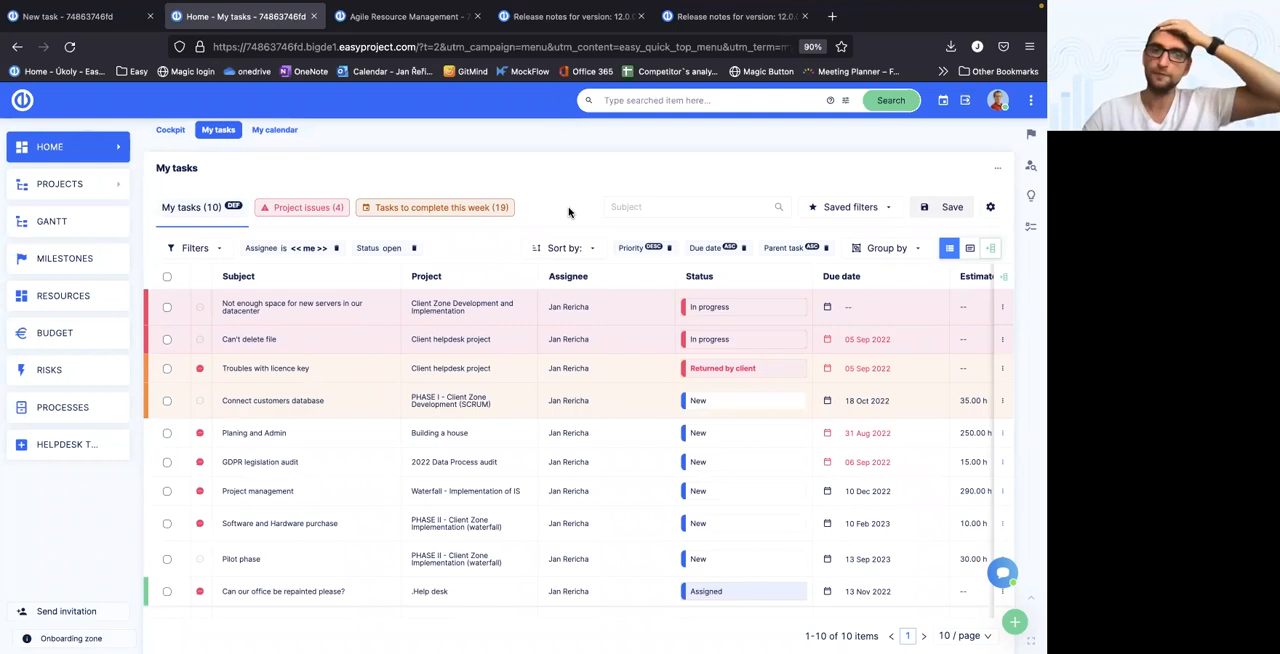 New task - 74863746fd
Home - My tasks - 74863746fd
Agile Resource Management - 7
Release notes for version: 12.0.
Release notes for version: 12.0.
https://74863746fd.bigde1.easyproject.com/?t=2&utm_campaign=menu&utm_content=easy_quick_top_menu&utm_term=m
90%
Home - Úkoly - Eas...
Easy
Magic login
onedrive
OneNote
Calendar - Jan Řeři...
GitMind
MockFlow
Office 365
Competitor`s analy...
Magic Button
Meeting Planner – F...
Other Bookmarks
Type searched item here...
Search
HOME
PROJECTS
GANTT
MILESTONES
RESOURCES
BUDGET
RISKS
PROCESSES
HELPDESK T...
Send invitation
Onboarding zone
Cockpit
My tasks
My calendar
My tasks
My tasks (10) DEF
Project issues (4)
Tasks to complete this week (19)
Subject
Saved filters
Save
Filters
Assignee is << me >>
Status open
Sort by:
Priority DESC
Due date ASC
Parent task ASC
Group by
Subject Project Assignee Status Due date Estimat
Not enough space for new servers in our
datacenter
Client Zone Development and
Implementation
Jan Rericha In progress --  --
Can't delete file Client helpdesk project Jan Rericha In progress 05 Sep 2022 --
Troubles with licence key Client helpdesk project Jan Rericha Returned by client 05 Sep 2022 --
Connect customers database
PHASE I - Client Zone
Development (SCRUM)
Jan Rericha New 18 Oct 2022 35.00 h
Planing and Admin Building a house Jan Rericha New 31 Aug 2022 250.00 h
GDPR legislation audit 2022 Data Process audit Jan Rericha New 06 Sep 2022 15.00 h
Project management Waterfall - Implementation of IS Jan Rericha New 10 Dec 2022 290.00 h
Software and Hardware purchase
PHASE II - Client Zone
Implementation (waterfall)
Jan Rericha New 10 Feb 2023 10.00 h
Pilot phase
PHASE II - Client Zone
Implementation (waterfall)
Jan Rericha New 13 Sep 2023 30.00 h
Can our office be repainted please? .Help desk Jan Rericha Assigned 13 Nov 2022 --
1-10 of 10 items
1
10 / page